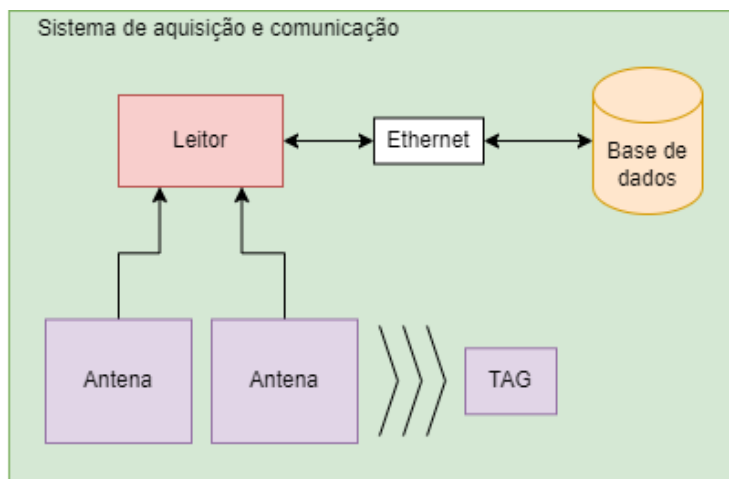 Sistema de aquisição e comunicação
Leitor
Ethernet
Base de
dados
Antena
Antena
TAG